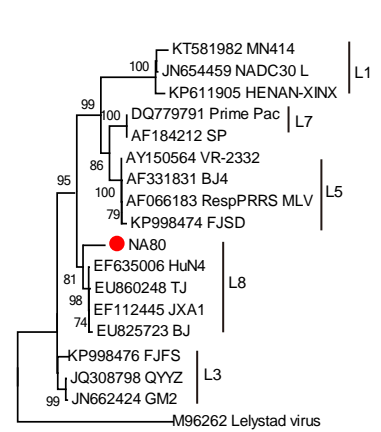 KT581982 MN414
100
JN654459 NADC30 L
L1
KP611905 HENAN-XINX
99
100
DQ779791 Prime Pac
L7
AF184212 SP
86
AY150564 VR-2332
95
AF331831 BJ4
L5
100
AF066183 RespPRRS MLV
79
KP998474 FJSD
NA80
81
EF635006 HuN4
EU860248 TJ
L8
98
EF112445 JXA1
74
EU825723 BJ
KP998476 FJFS
JQ308798 QYYZ
L3
99
JN662424 GM2
M96262 Lelystad virus